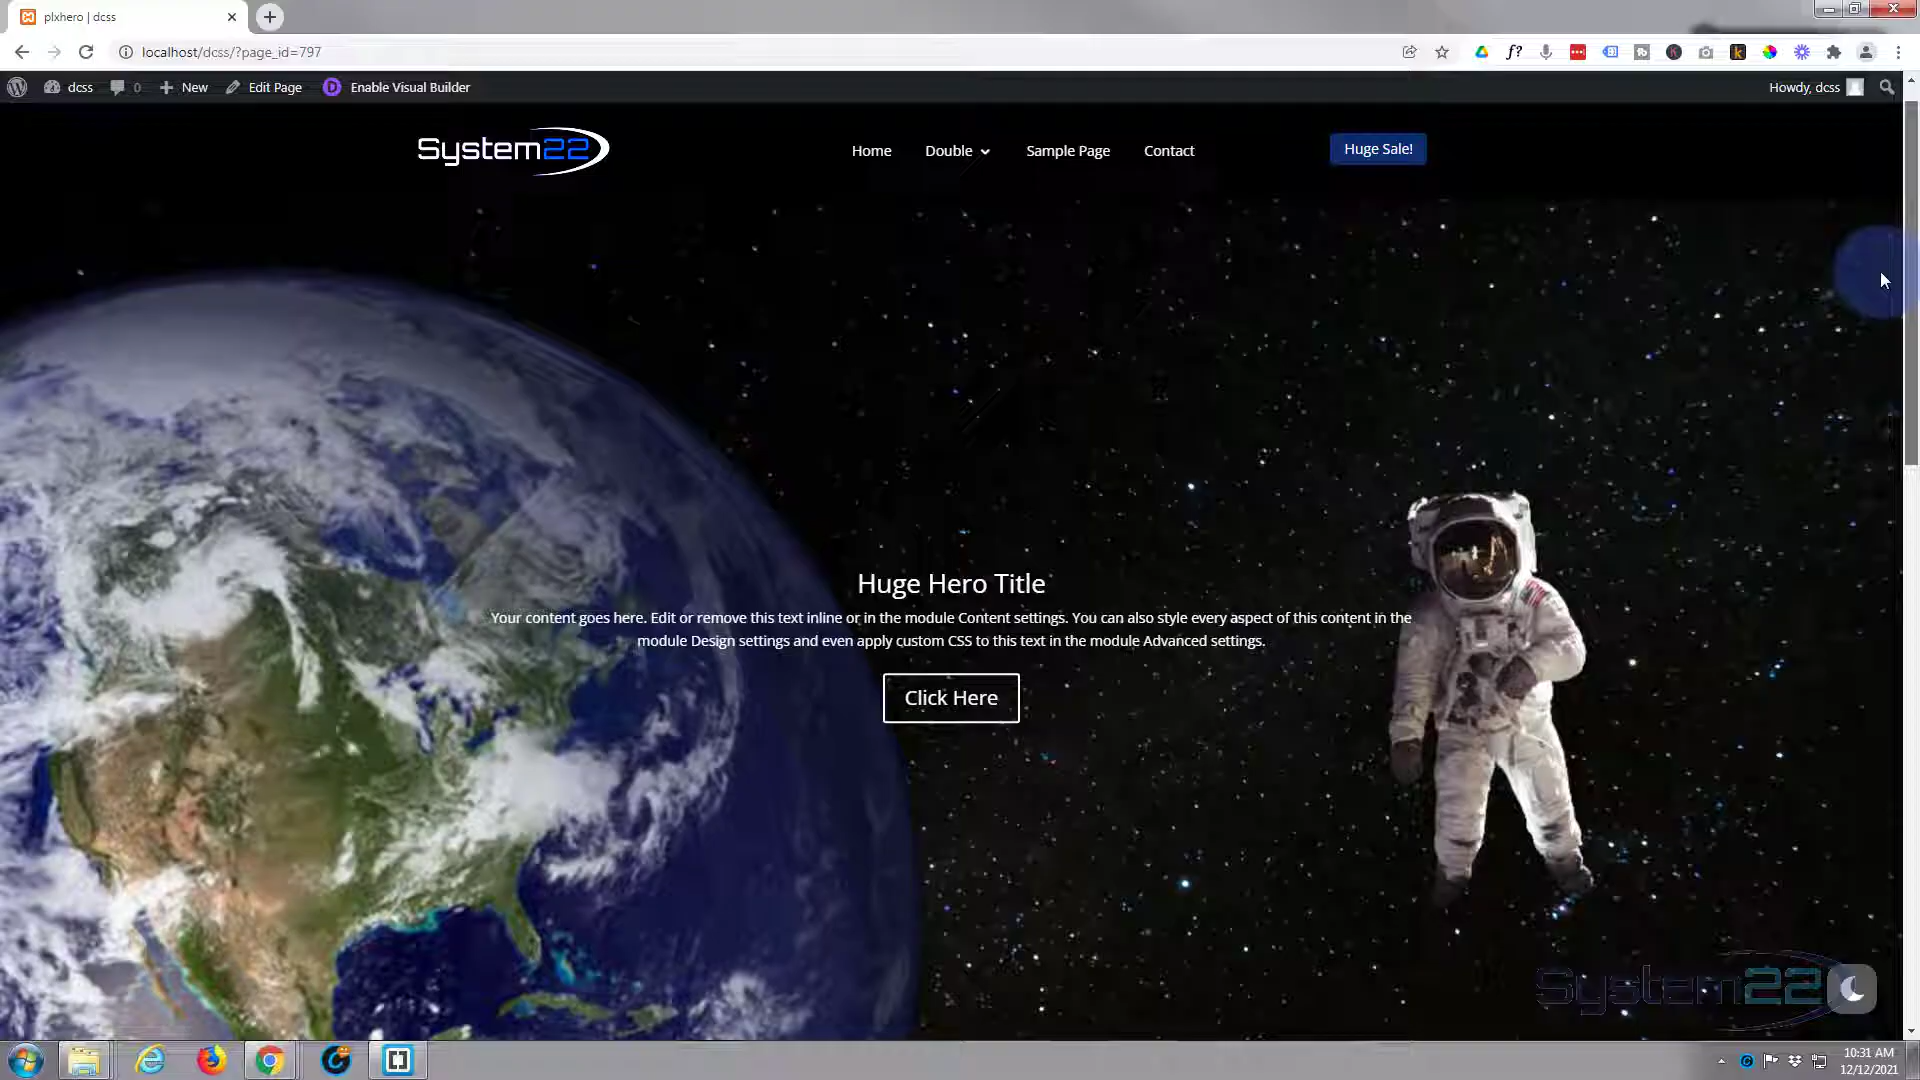 plxhero | dcss
localhost/dcss/?page_id=797
dcss
0
New
Edit Page
Enable Visual Builder
Howdy, dcss
System22
Home
Double
Sample Page
Contact
Huge Sale!
Huge Hero Title
Your content goes here. Edit or remove this text inline or in the module Content settings. You can also style every aspect of this content in the
module Design settings and even apply custom CSS to this text in the module Advanced settings.
Click Here
System22
10:31 AM
12/12/2021